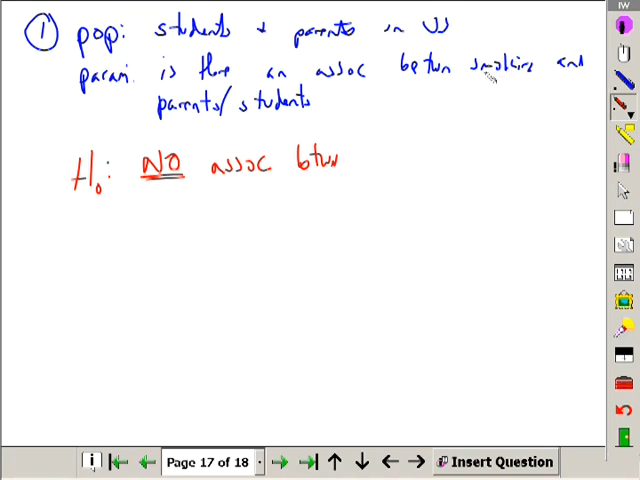 ① pop: students + parents in US
param: is there an assoc betwn smoking and
parents/students
H₀: NO assoc btwn
IW
Page 17 of 18
Insert Question